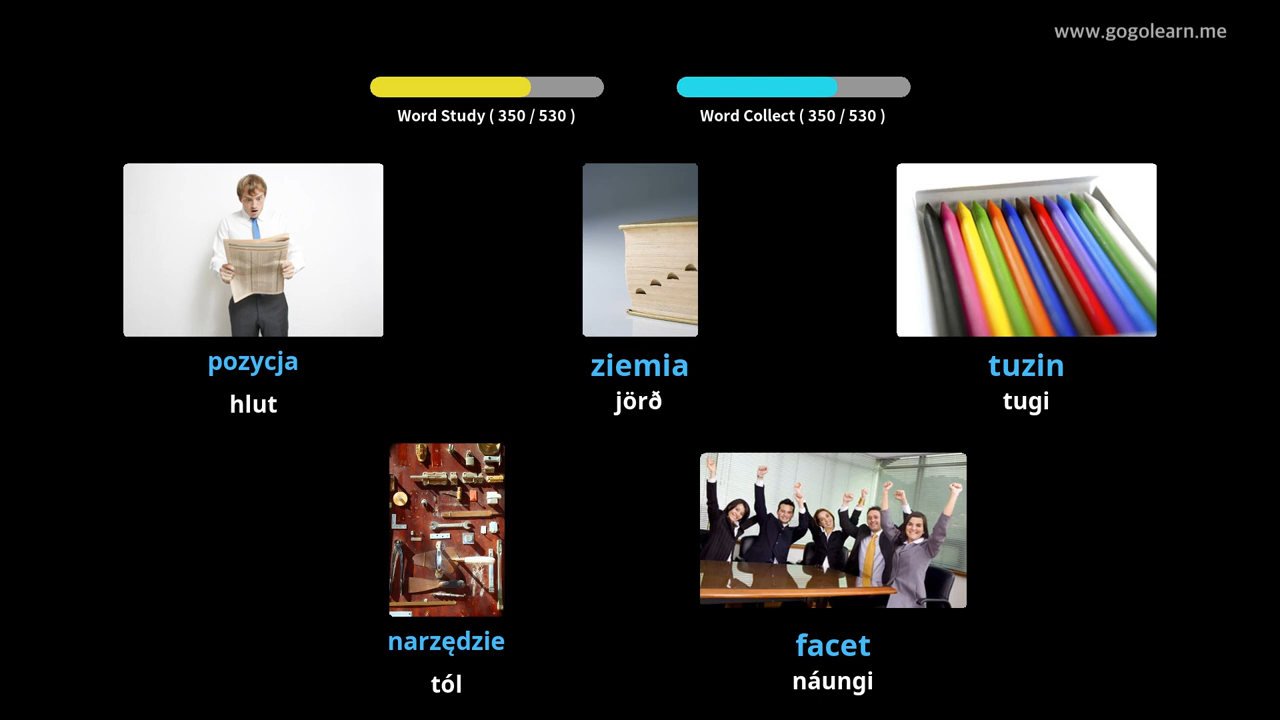 www.gogolearn.me
Word Study ( 350 / 530 )
Word Collect ( 350 / 530 )
pozycja
hlut
ziemia
jörð
tuzin
tugi
narzędzie
tól
facet
náungi